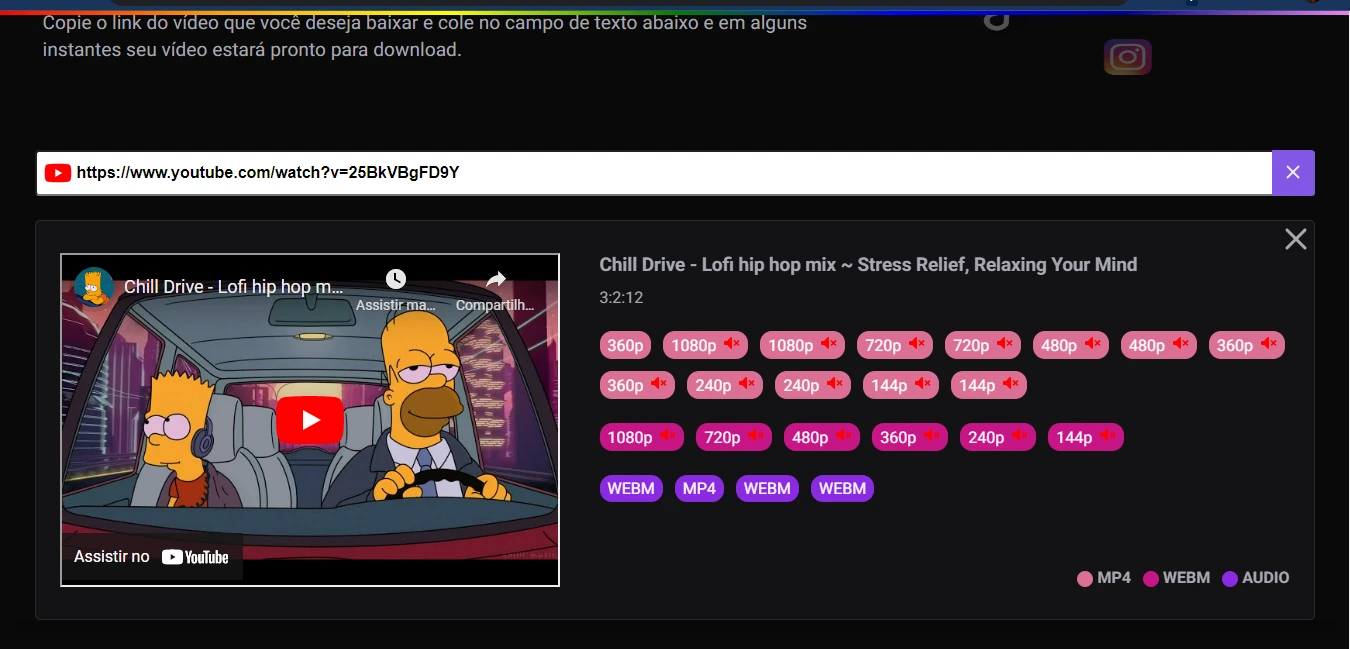 Copie o link do vídeo que você deseja baixar e cole no campo de texto abaixo e em alguns
instantes seu vídeo estará pronto para download.
https://www.youtube.com/watch?v=25BkVBgFD9Y
Chill Drive - Lofi hip hop m...
Assistir ma...
Compartilh...
Assistir no YouTube
Chill Drive - Lofi hip hop mix ~ Stress Relief, Relaxing Your Mind
3:2:12
360p 1080p 1080p 720p 720p 480p 480p 360p
360p 240p 240p 144p 144p
1080p 720p 480p 360p 240p 144p
WEBM MP4 WEBM WEBM
MP4 WEBM AUDIO